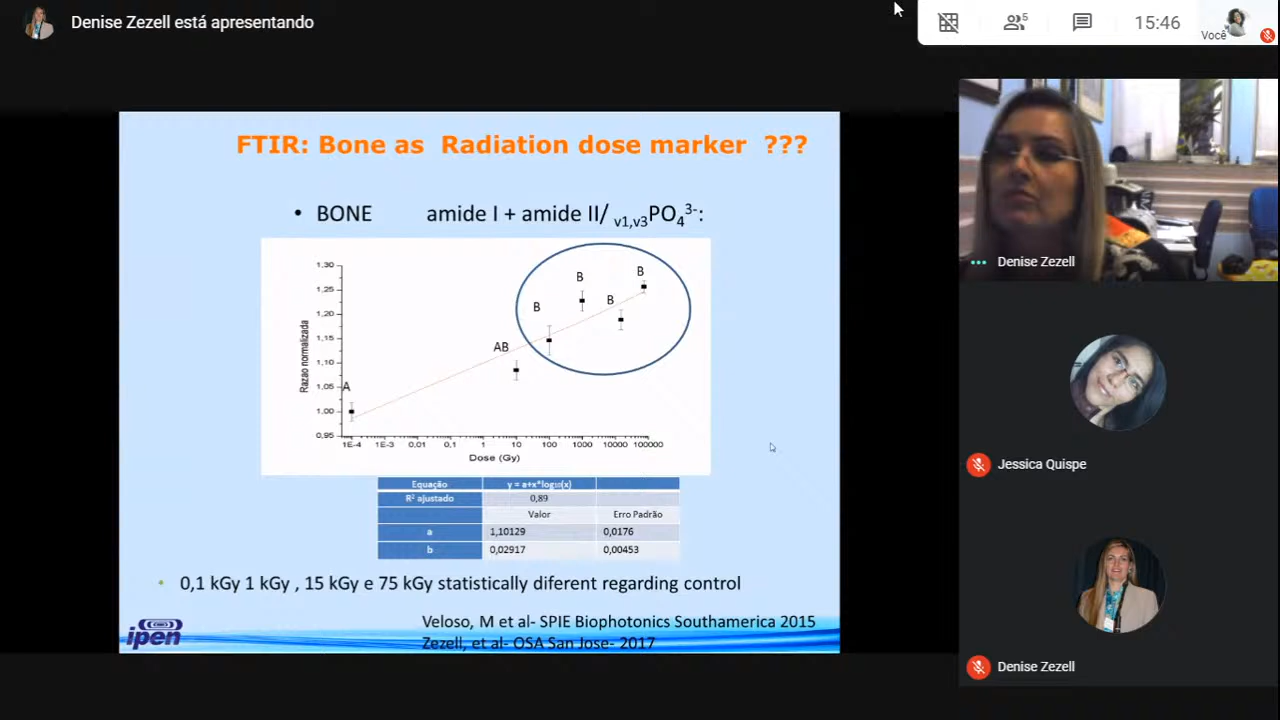 Denise Zezell está apresentando
5
15:46
Você
FTIR: Bone as Radiation dose marker ???
• BONE amide I + amide II/ v1,v3PO4 3-:
1,30
1,25
1,20
1,15
1,10
1,05
1,00
0,95
Razao normalizada
A
AB
B
B
B
B
1E-4 1E-3 0,01 0,1 1 10 100 1000 10000 100000
Dose (Gy)
Equação y = a+x*log10(x)
R² ajustado 0,89
Valor Erro Padrão
a 1,10129 0,0176
b 0,02917 0,00453
• 0,1 kGy 1 kGy , 15 kGy e 75 kGy statistically diferent regarding control
Veloso, M et al- SPIE Biophotonics Southamerica 2015
Zezell, et al- OSA San Jose- 2017
ipen
Denise Zezell
Jessica Quispe
Denise Zezell